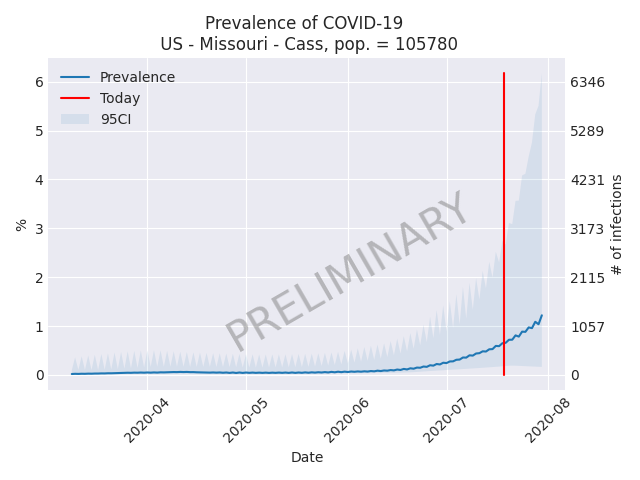 Prevalence of COVID-19
US - Missouri - Cass, pop. = 105780
Prevalence
Today
95CI
6
5
4
3
2
1
0
%
6346
5289
4231
3173
2115
1057
0
# of infections
PRELIMINARY
2020-04
2020-05
2020-06
2020-07
2020-08
Date